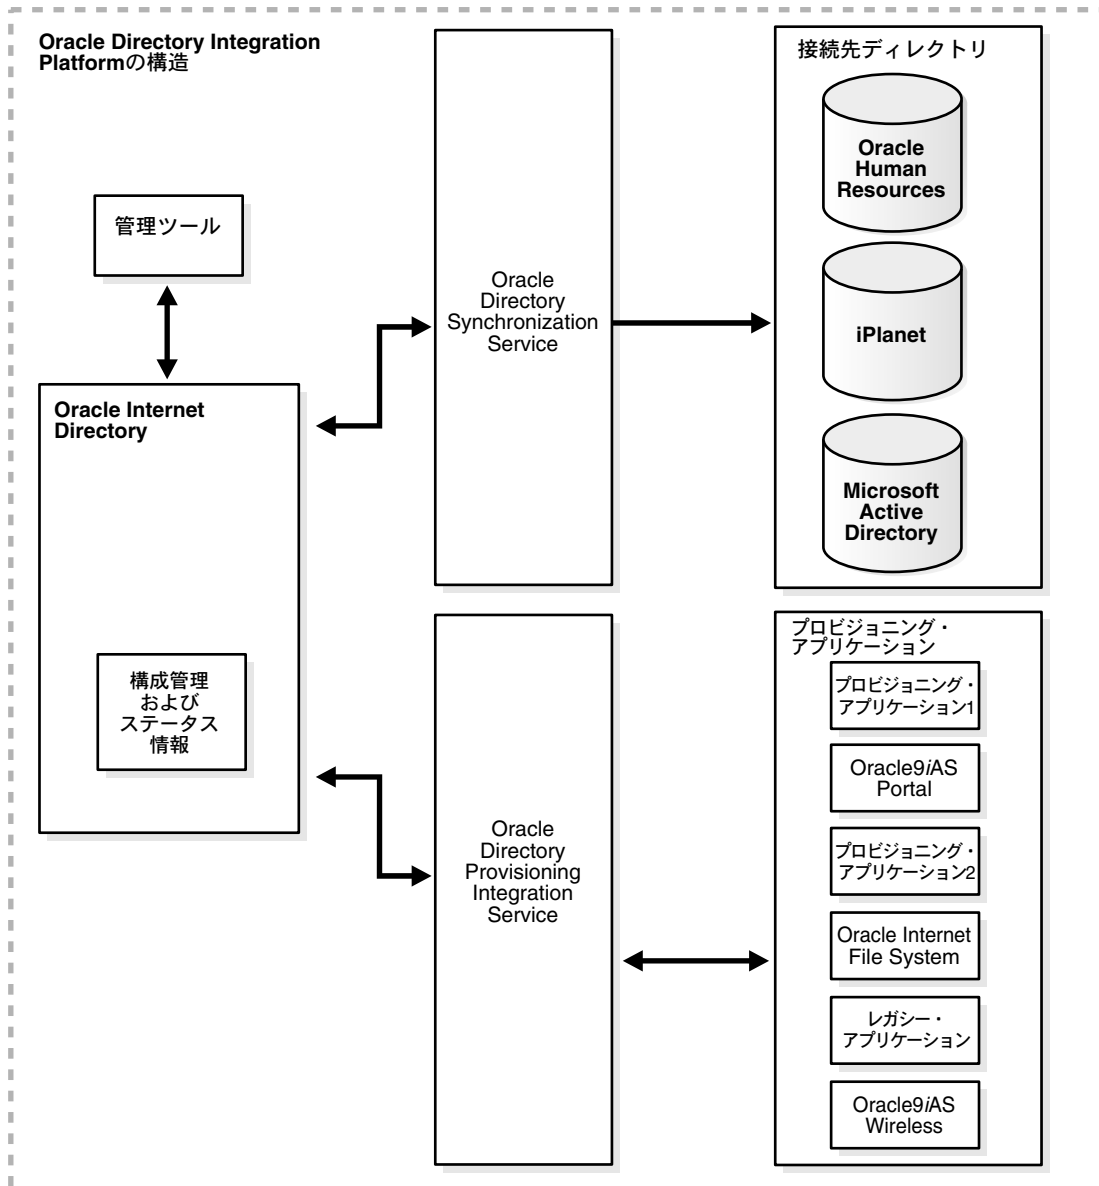 Oracle Directory Integration
Platformの構造
管理ツール
Oracle Internet
Directory
構成管理
および
ステータス
情報
Oracle
Directory
Synchronization
Service
Oracle
Directory
Provisioning
Integration
Service
接続先ディレクトリ
Oracle
Human
Resources
iPlanet
Microsoft
Active
Directory
プロビジョニング・
アプリケーション
プロビジョニング・
アプリケーション1
Oracle9iAS
Portal
プロビジョニング・
アプリケーション2
Oracle Internet
File System
レガシー・
アプリケーション
Oracle9iAS
Wireless